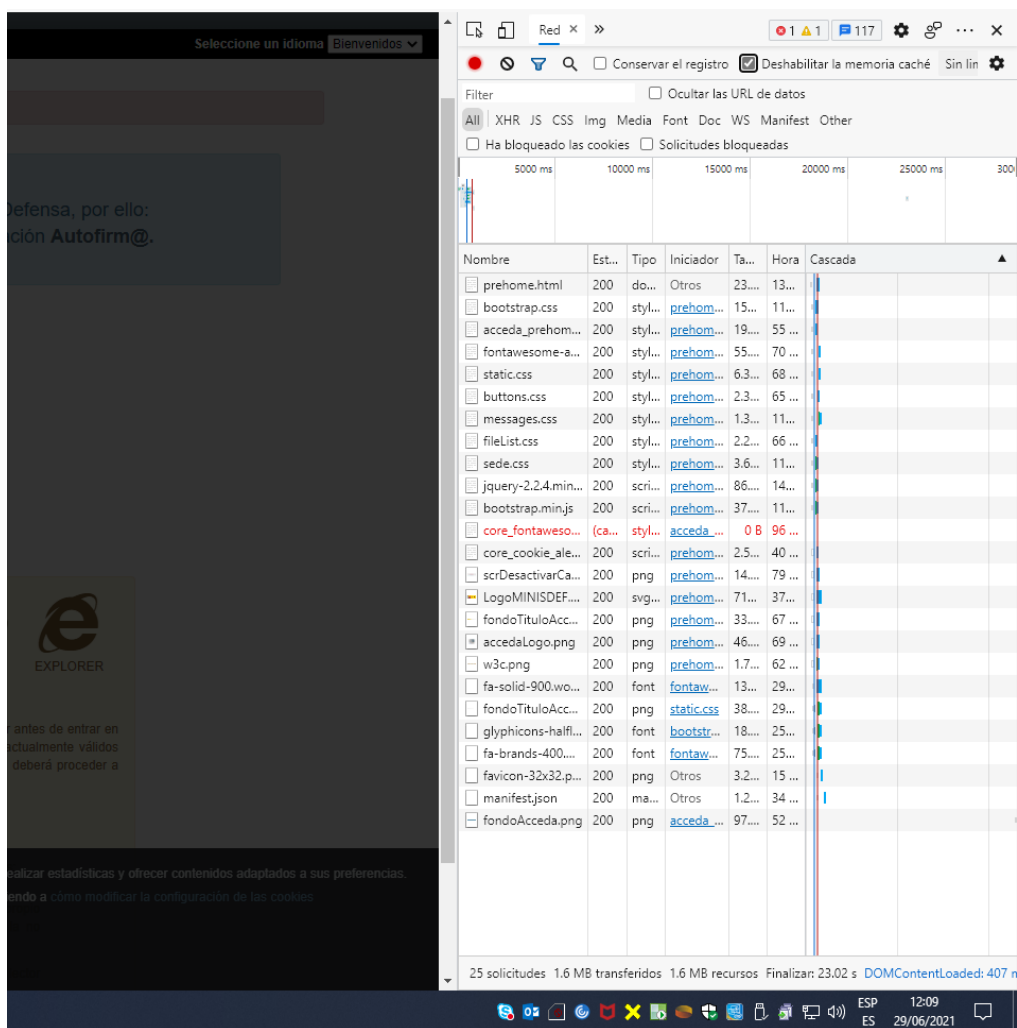 Seleccione un idioma Bienvenidos
Defensa, por ello:
ción Autofirm@.
EXPLORER
r antes de entrar en
actualmente válidos
deberá proceder a
ealizar estadísticas y ofrecer contenidos adaptados a sus preferencias.
endo a cómo modificar la configuración de las cookies
Red × »
1 1 117
Conservar el registro Deshabilitar la memoria caché Sin lin
Filter Ocultar las URL de datos
All XHR JS CSS Img Media Font Doc WS Manifest Other
Ha bloqueado las cookies Solicitudes bloqueadas
5000 ms 10000 ms 15000 ms 20000 ms 25000 ms 300
Nombre Est... Tipo Iniciador Ta... Hora Cascada
prehome.html 200 do... Otros 23.... 13...
bootstrap.css 200 styl... prehom... 15... 11...
acceda_prehom... 200 styl... prehom... 19.... 55 ...
fontawesome-a... 200 styl... prehom... 55.... 70 ...
static.css 200 styl... prehom... 6.3... 68 ...
buttons.css 200 styl... prehom... 2.3... 65 ...
messages.css 200 styl... prehom... 1.3... 11...
fileList.css 200 styl... prehom... 2.2... 66 ...
sede.css 200 styl... prehom... 3.6... 11...
jquery-2.2.4.min... 200 scri... prehom... 86.... 14...
bootstrap.min.js 200 scri... prehom... 37.... 11...
core_fontaweso... (ca... styl... acceda_... 0 B 96 ...
core_cookie_ale... 200 scri... prehom... 2.5... 40 ...
scrDesactivarCa... 200 png prehom... 14.... 79 ...
LogoMINISDEF.... 200 svg... prehom... 71... 37...
fondoTituloAcc... 200 png prehom... 33.... 67 ...
accedaLogo.png 200 png prehom... 46.... 69 ...
w3c.png 200 png prehom... 1.7... 62 ...
fa-solid-900.wo... 200 font fontaw... 13... 29...
fondoTituloAcc... 200 png static.css 38.... 29...
glyphicons-halfl... 200 font bootstr... 18.... 25...
fa-brands-400.... 200 font fontaw... 75.... 25...
favicon-32x32.p... 200 png Otros 3.2... 15 ...
manifest.json 200 ma... Otros 1.2... 34 ...
fondoAcceda.png 200 png acceda_... 97.... 52 ...
25 solicitudes 1.6 MB transferidos 1.6 MB recursos Finalizar: 23.02 s DOMContentLoaded: 407 m
ESP 12:09
ES 29/06/2021